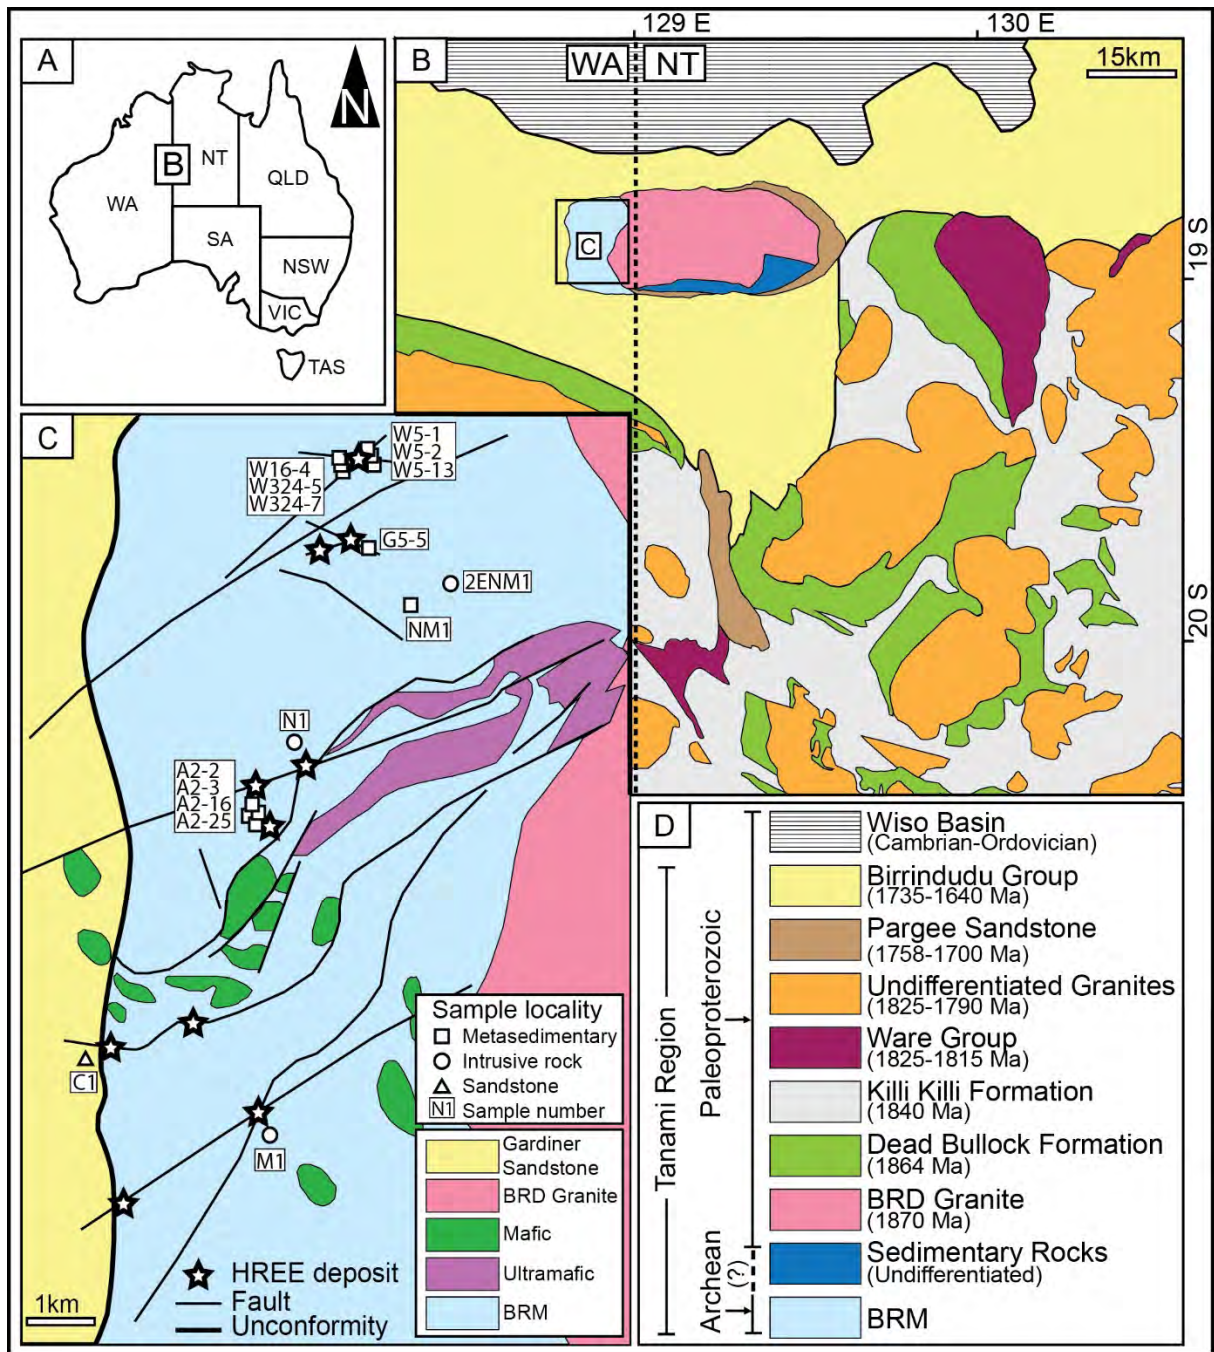 A
N
WA
B
NT
QLD
SA
NSW
VIC
TAS
129 E
130 E
B
WA
NT
15km
C
19 S
20 S
C
W5-1
W5-2
W5-13
W16-4
W324-5
W324-7
G5-5
2ENM1
NM1
N1
A2-2
A2-3
A2-16
A2-25
C1
M1
Sample locality
Metasedimentary
Intrusive rock
Sandstone
N1 Sample number
Gardiner
Sandstone
BRD Granite
Mafic
Ultramafic
BRM
HREE deposit
Fault
Unconformity
1km
D
Tanami Region
Paleoproterozoic
Archean
(?)
Wiso Basin
(Cambrian-Ordovician)
Birrindudu Group
(1735-1640 Ma)
Pargee Sandstone
(1758-1700 Ma)
Undifferentiated Granites
(1825-1790 Ma)
Ware Group
(1825-1815 Ma)
Killi Killi Formation
(1840 Ma)
Dead Bullock Formation
(1864 Ma)
BRD Granite
(1870 Ma)
Sedimentary Rocks
(Undifferentiated)
BRM